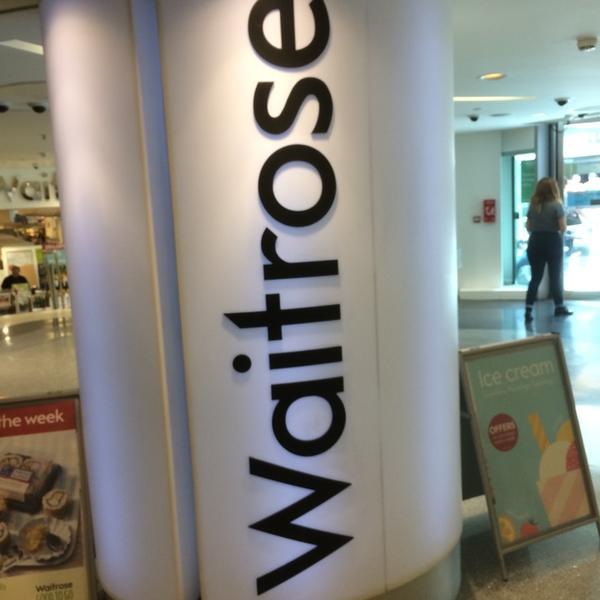 Waitrose
the week
Waitrose
ice cream
OFFERS